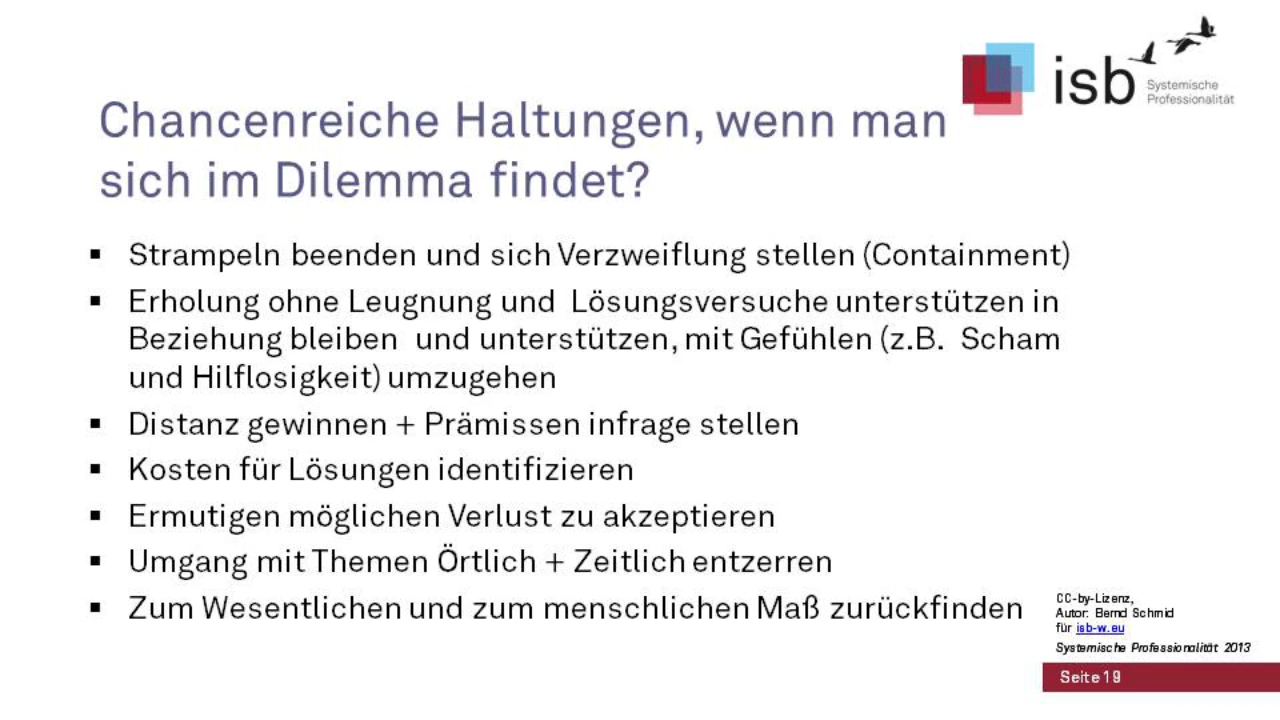 isb
Systemische
Professionalität
Chancenreiche Haltungen, wenn man
sich im Dilemma findet?
▪ Strampeln beenden und sich Verzweiflung stellen (Containment)
▪ Erholung ohne Leugnung und Lösungsversuche unterstützen in
Beziehung bleiben und unterstützen, mit Gefühlen (z.B. Scham
und Hilflosigkeit) umzugehen
▪ Distanz gewinnen + Prämissen infrage stellen
▪ Kosten für Lösungen identifizieren
▪ Ermutigen möglichen Verlust zu akzeptieren
▪ Umgang mit Themen Örtlich + Zeitlich entzerren
▪ Zum Wesentlichen und zum menschlichen Maß zurückfinden
CC-by-Lizenz,
Autor: Bernd Schmid
für isb-w.eu
Systemische Professionalität 2013
Seite 19